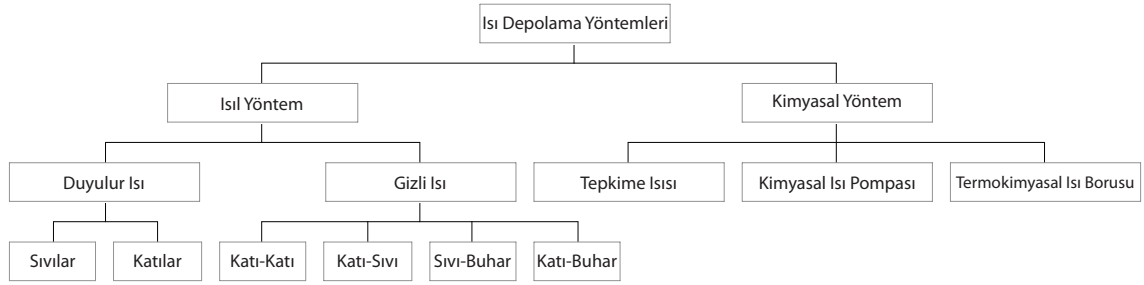 Isı Depolama Yöntemleri
Isıl Yöntem
Kimyasal Yöntem
Duyulur Isı
Gizli Isı
Tepkime Isısı
Kimyasal Isı Pompası
Termokimyasal Isı Borusu
Sıvılar
Katılar
Katı-Katı
Katı-Sıvı
Sıvı-Buhar
Katı-Buhar